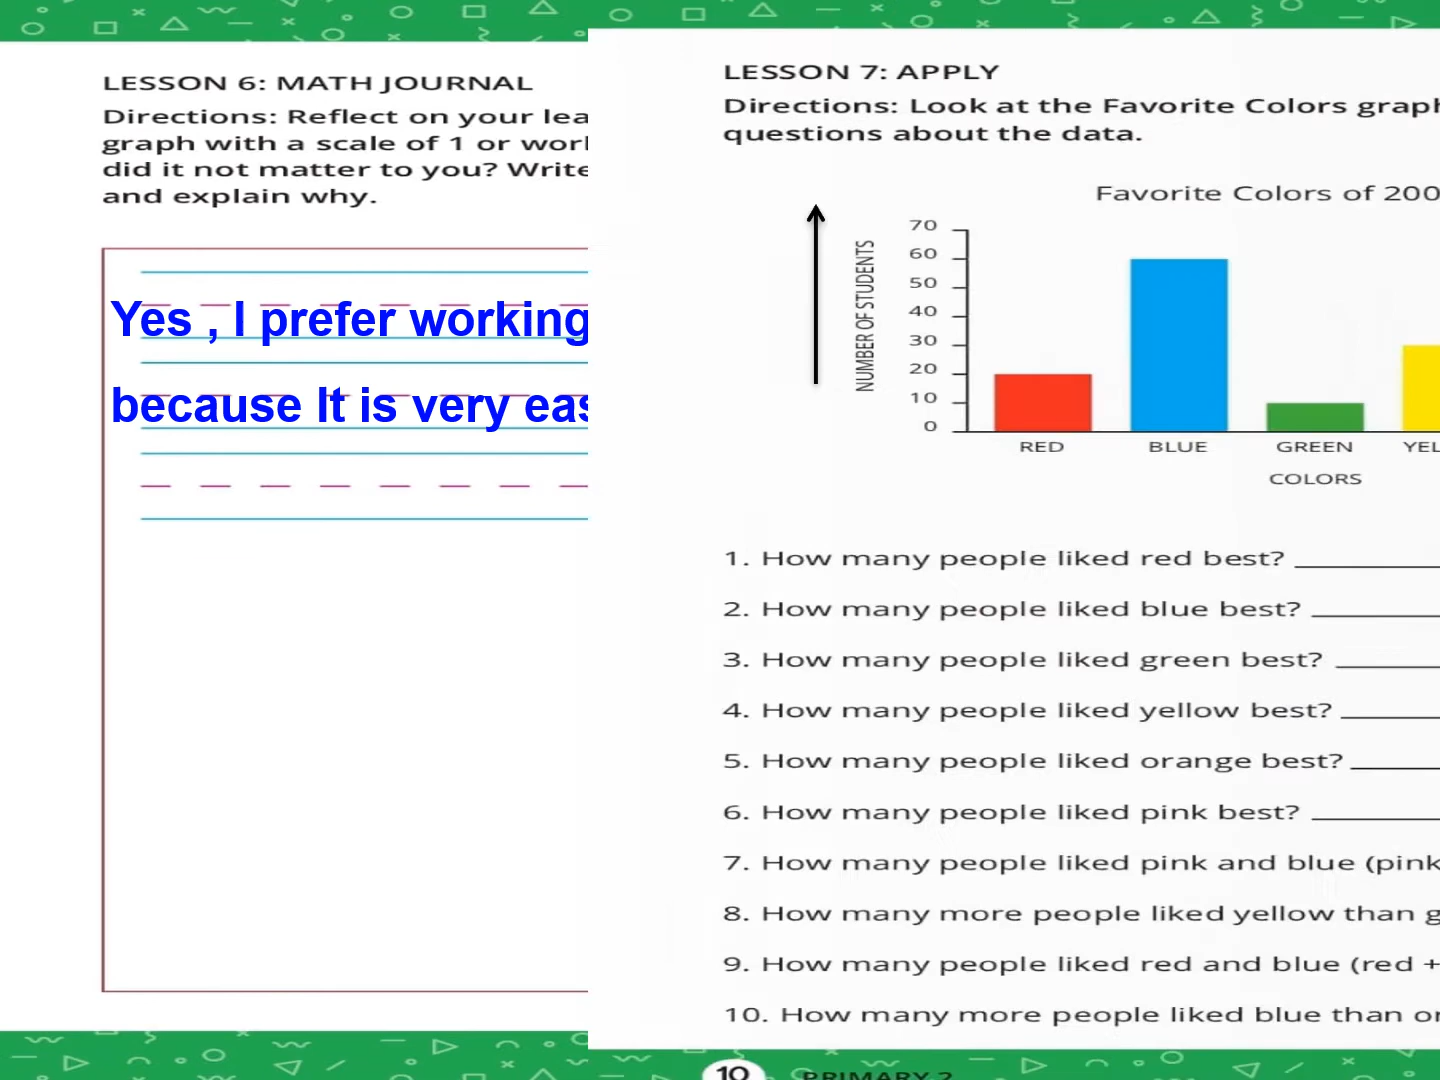 LESSON 6: MATH JOURNAL
Directions: Reflect on your lea
graph with a scale of 1 or worl
did it not matter to you? Write
and explain why.
Yes , I prefer working
because It is very eas
LESSON 7: APPLY
Directions: Look at the Favorite Colors graph
questions about the data.
Favorite Colors of 200
NUMBER OF STUDENTS
70
60
50
40
30
20
10
0
RED BLUE GREEN YEL
COLORS
1. How many people liked red best?
2. How many people liked blue best?
3. How many people liked green best?
4. How many people liked yellow best?
5. How many people liked orange best?
6. How many people liked pink best?
7. How many people liked pink and blue (pink
8. How many more people liked yellow than g
9. How many people liked red and blue (red +
10. How many more people liked blue than or
10 PRIMARY 2